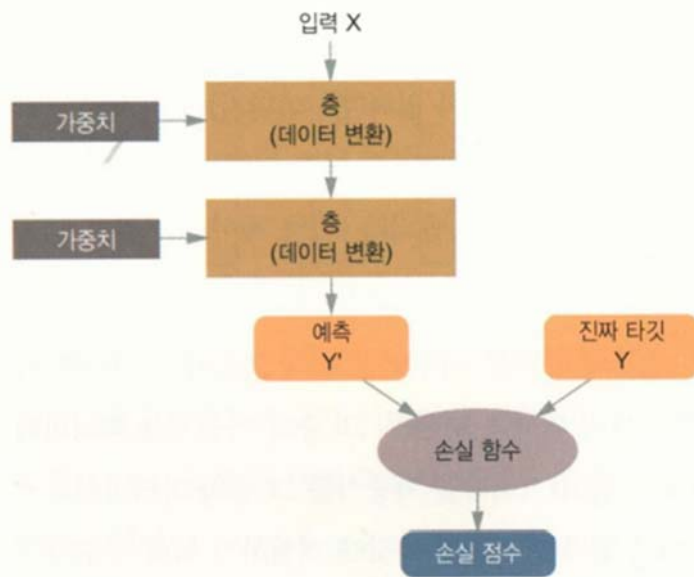 입력 X
가중치
층
(데이터 변환)
가중치
층
(데이터 변환)
예측
Y'
진짜 타깃
Y
손실 함수
손실 점수